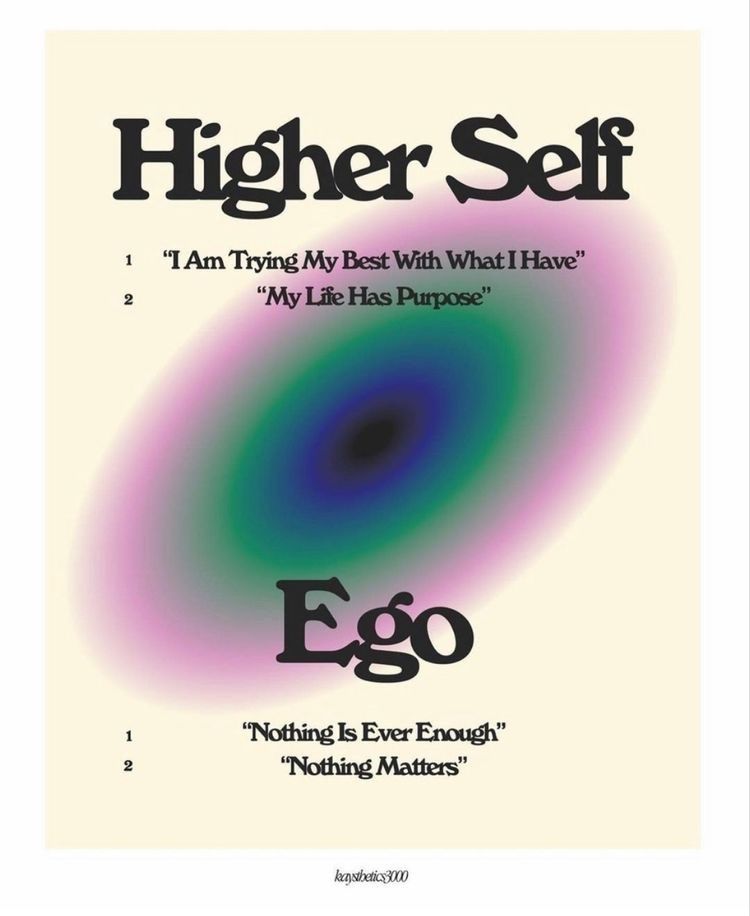 Higher Self
1 “I Am Trying My Best With What I Have”
2 “My Life Has Purpose”
Ego
1 “Nothing Is Ever Enough”
2 “Nothing Matters”
kaysthetics3000